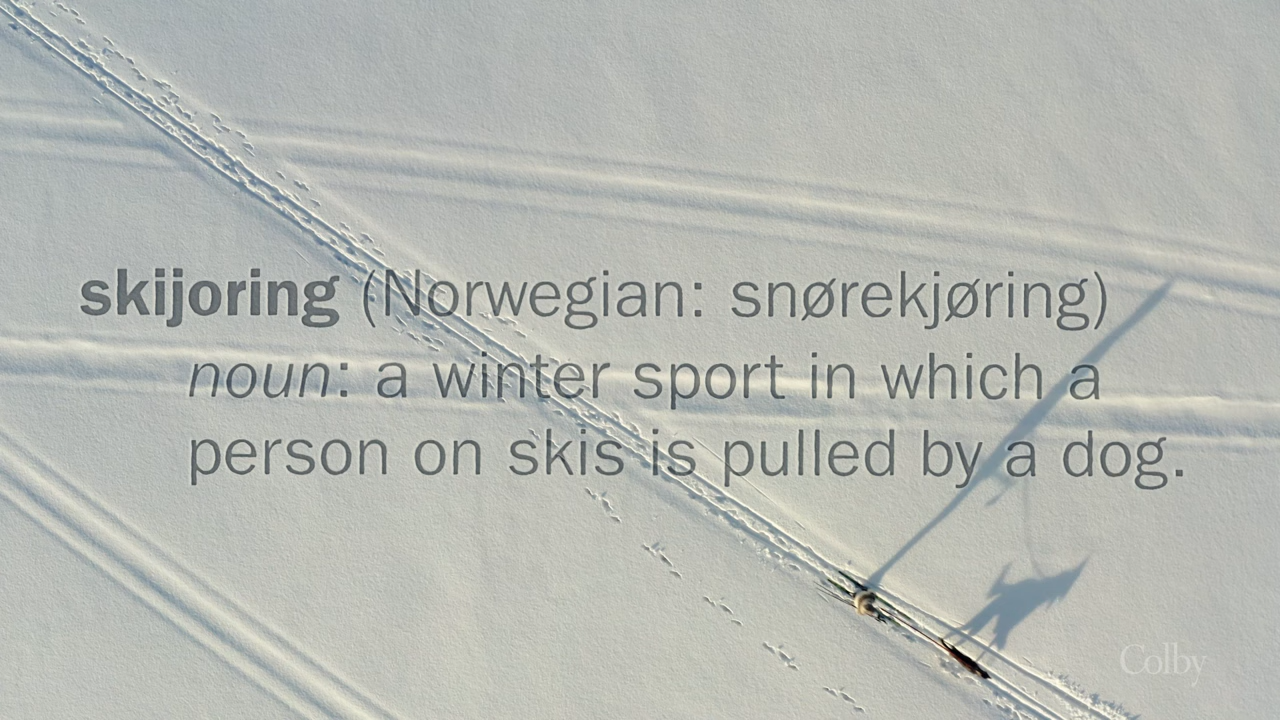 skijoring (Norwegian: snørekjøring)
noun: a winter sport in which a
person on skis is pulled by a dog.
Colby